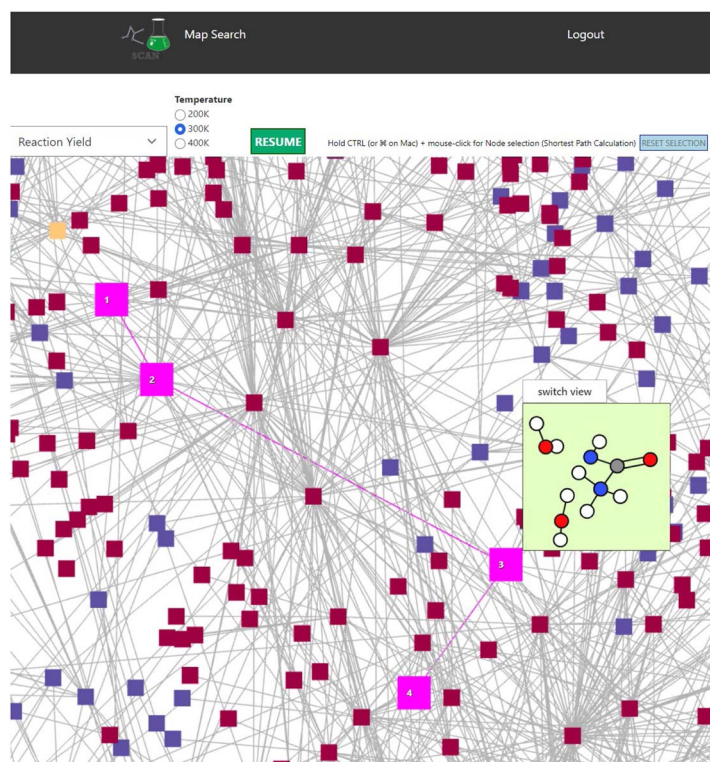 Map Search
Logout
SCAN
Temperature
200K
300K
400K
Reaction Yield
RESUME
Hold CTRL (or ⌘ on Mac) + mouse-click for Node selection (Shortest Path Calculation)
RESET SELECTION
1
2
switch view
3
4